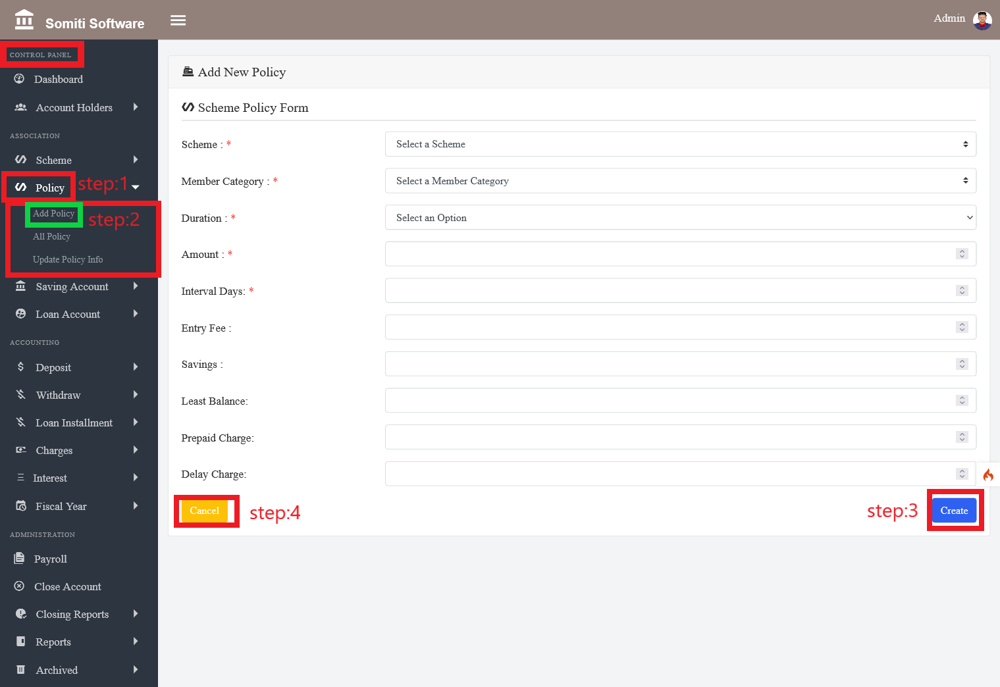 Somiti Software
Admin
CONTROL PANEL
Dashboard
Account Holders
ASSOCIATION
Scheme
Policy
step:1
Add Policy
step:2
All Policy
Update Policy Info
Saving Account
Loan Account
ACCOUNTING
Deposit
Withdraw
Loan Installment
Charges
Interest
Fiscal Year
ADMINISTRATION
Payroll
Close Account
Closing Reports
Reports
Archived
Add New Policy
Scheme Policy Form
Scheme : * Select a Scheme
Member Category : * Select a Member Category
Duration : * Select an Option
Amount : *
Interval Days: *
Entry Fee :
Savings :
Least Balance:
Prepaid Charge:
Delay Charge:
Cancel step:4 step:3 Create